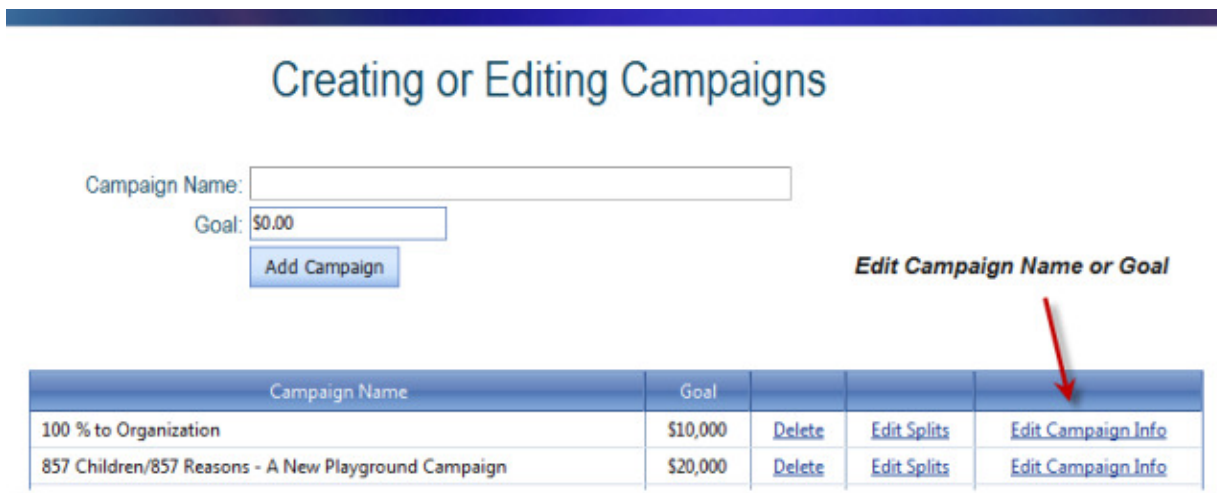 Creating or Editing Campaigns
Campaign Name:
Goal: $0.00
Add Campaign
Edit Campaign Name or Goal
Campaign Name Goal
100 % to Organization $10,000 Delete Edit Splits Edit Campaign Info
857 Children/857 Reasons - A New Playground Campaign $20,000 Delete Edit Splits Edit Campaign Info